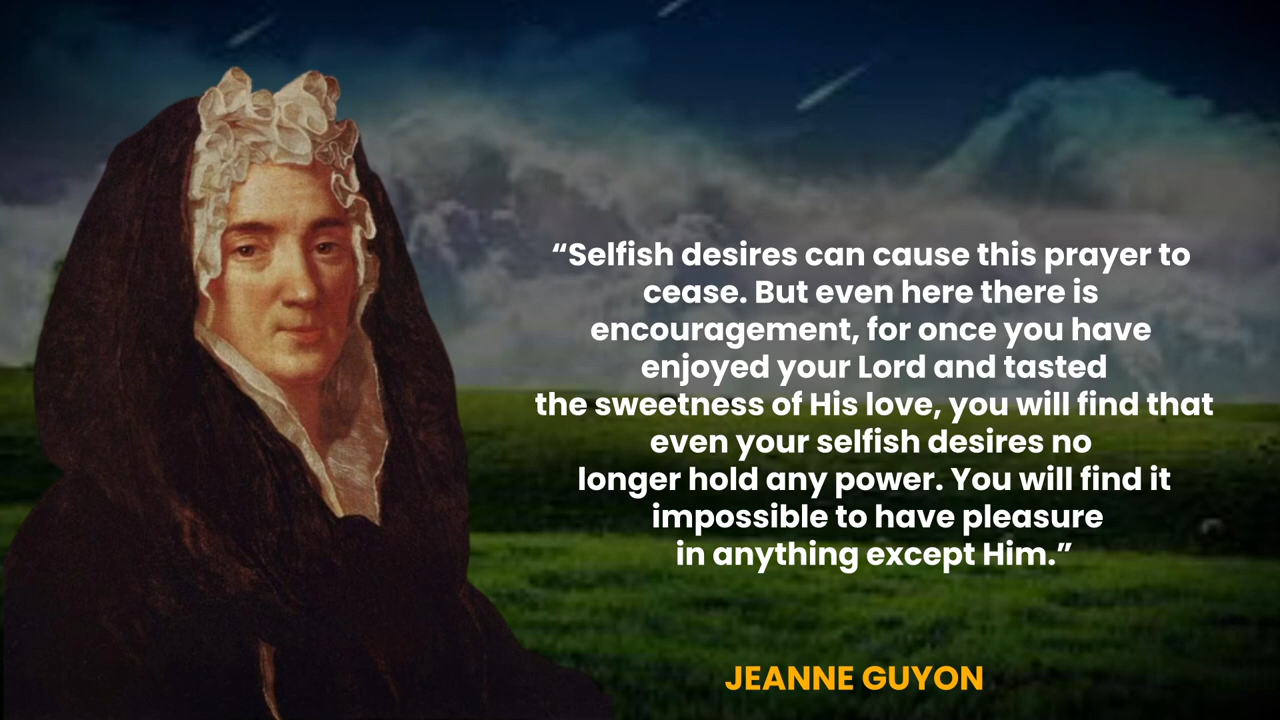 “Selfish desires can cause this prayer to
cease. But even here there is
encouragement, for once you have
enjoyed your Lord and tasted
the sweetness of His love, you will find that
even your selfish desires no
longer hold any power. You will find it
impossible to have pleasure
in anything except Him.”
JEANNE GUYON